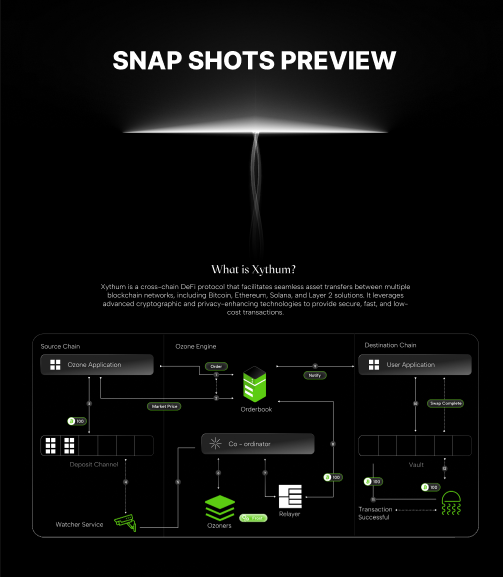 SNAP SHOTS PREVIEW
What is Xythum?
Xythum is a cross-chain DeFi protocol that facilitates seamless asset transfers between multiple
blockchain networks, including Bitcoin, Ethereum, Solana, and Layer 2 solutions. It leverages
advanced cryptographic and privacy-enhancing technologies to provide secure, fast, and low-
cost transactions.
Source Chain
Ozone Engine
Destination Chain
Ozone Application
Order
Notify
User Application
Market Price
Orderbook
Swap Complete
100
Co - ordinator
Deposit Channel
Vault
100
100
100
Ozoners
Relayer
Transaction
Successful
Watcher Service